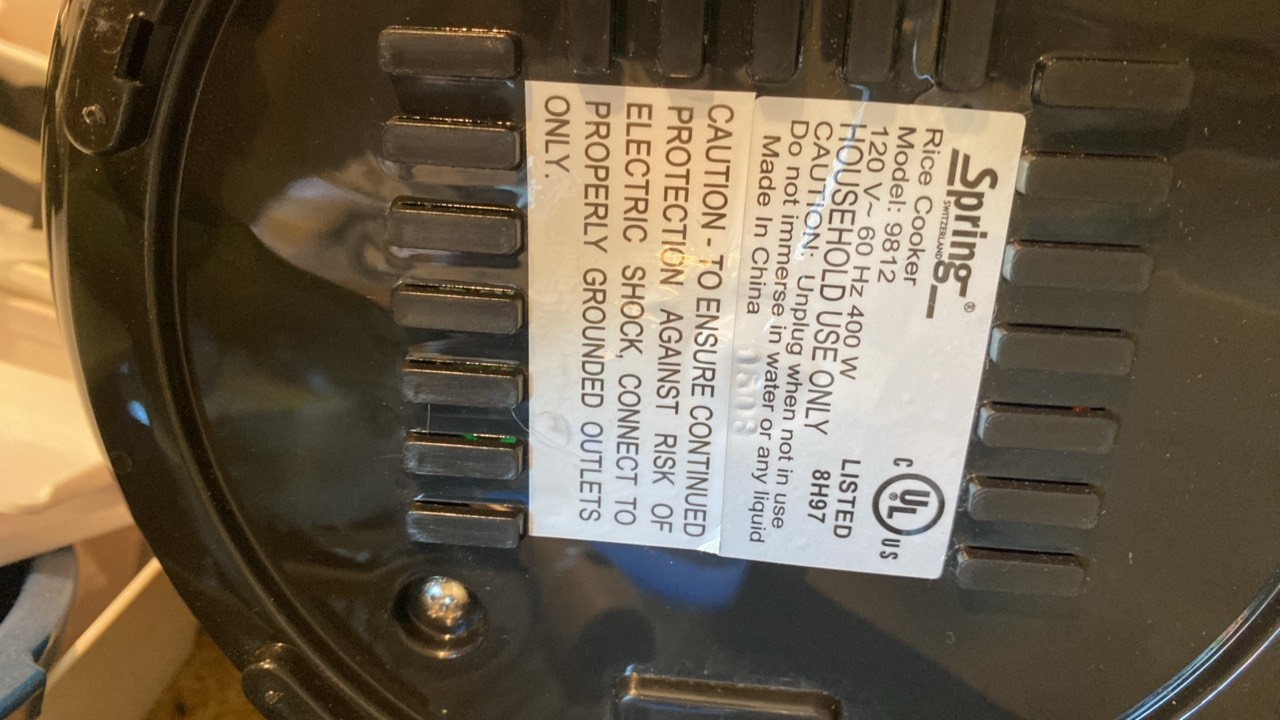 Spring®
SWITZERLAND
Rice Cooker
Model: 9812
120 V~ 60 Hz 400 W
HOUSEHOLD USE ONLY
CAUTION: Unplug when not in use
Do not immerse in water or any liquid
Made In China
C UL US
®
LISTED
8H97
0508
CAUTION - TO ENSURE CONTINUED
PROTECTION AGAINST RISK OF
ELECTRIC SHOCK, CONNECT TO
PROPERLY GROUNDED OUTLETS
ONLY.